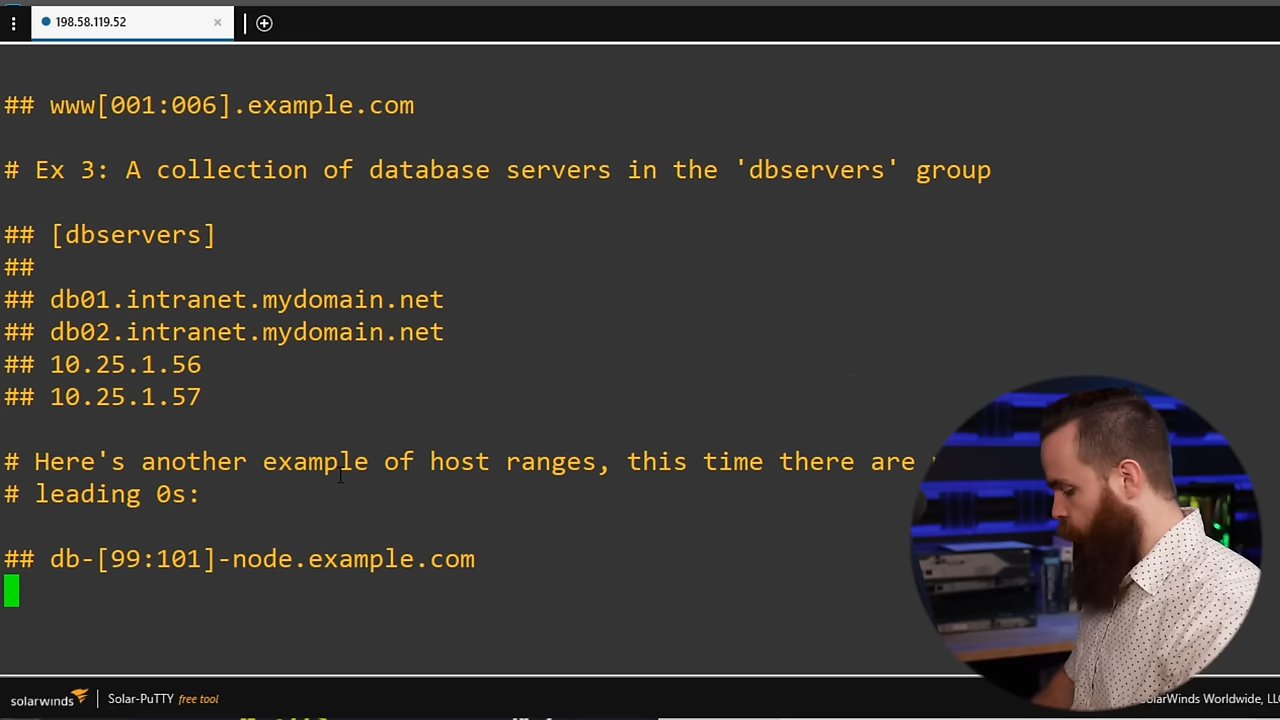 198.58.119.52
## www[001:006].example.com
# Ex 3: A collection of database servers in the 'dbservers' group
## [dbservers]
##
## db01.intranet.mydomain.net
## db02.intranet.mydomain.net
## 10.25.1.56
## 10.25.1.57
# Here's another example of host ranges, this time there are
# leading 0s:
## db-[99:101]-node.example.com
solarwinds Solar-PuTTY free tool
SolarWinds Worldwide,